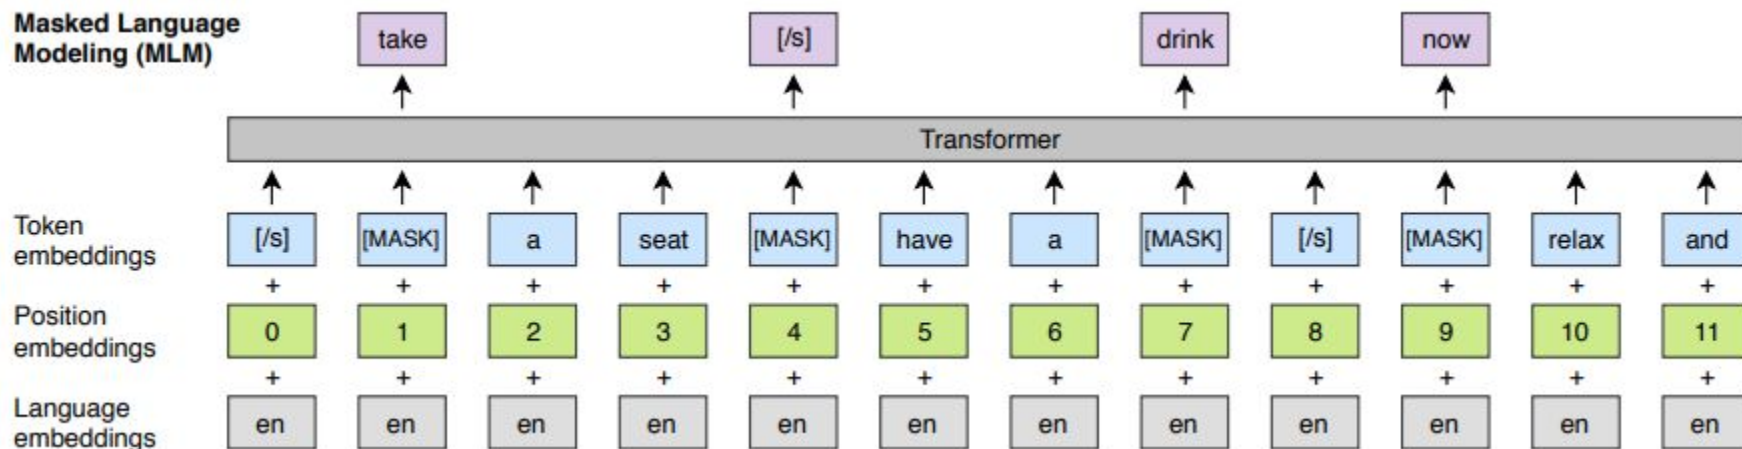 Masked Language
Modeling (MLM)
take [/s] drink now
Transformer
Token
embeddings
[/s] [MASK] a seat [MASK] have a [MASK] [/s] [MASK] relax and
+ + + + + + + + + + + +
Position
embeddings
0 1 2 3 4 5 6 7 8 9 10 11
+ + + + + + + + + + + +
Language
embeddings
en en en en en en en en en en en en